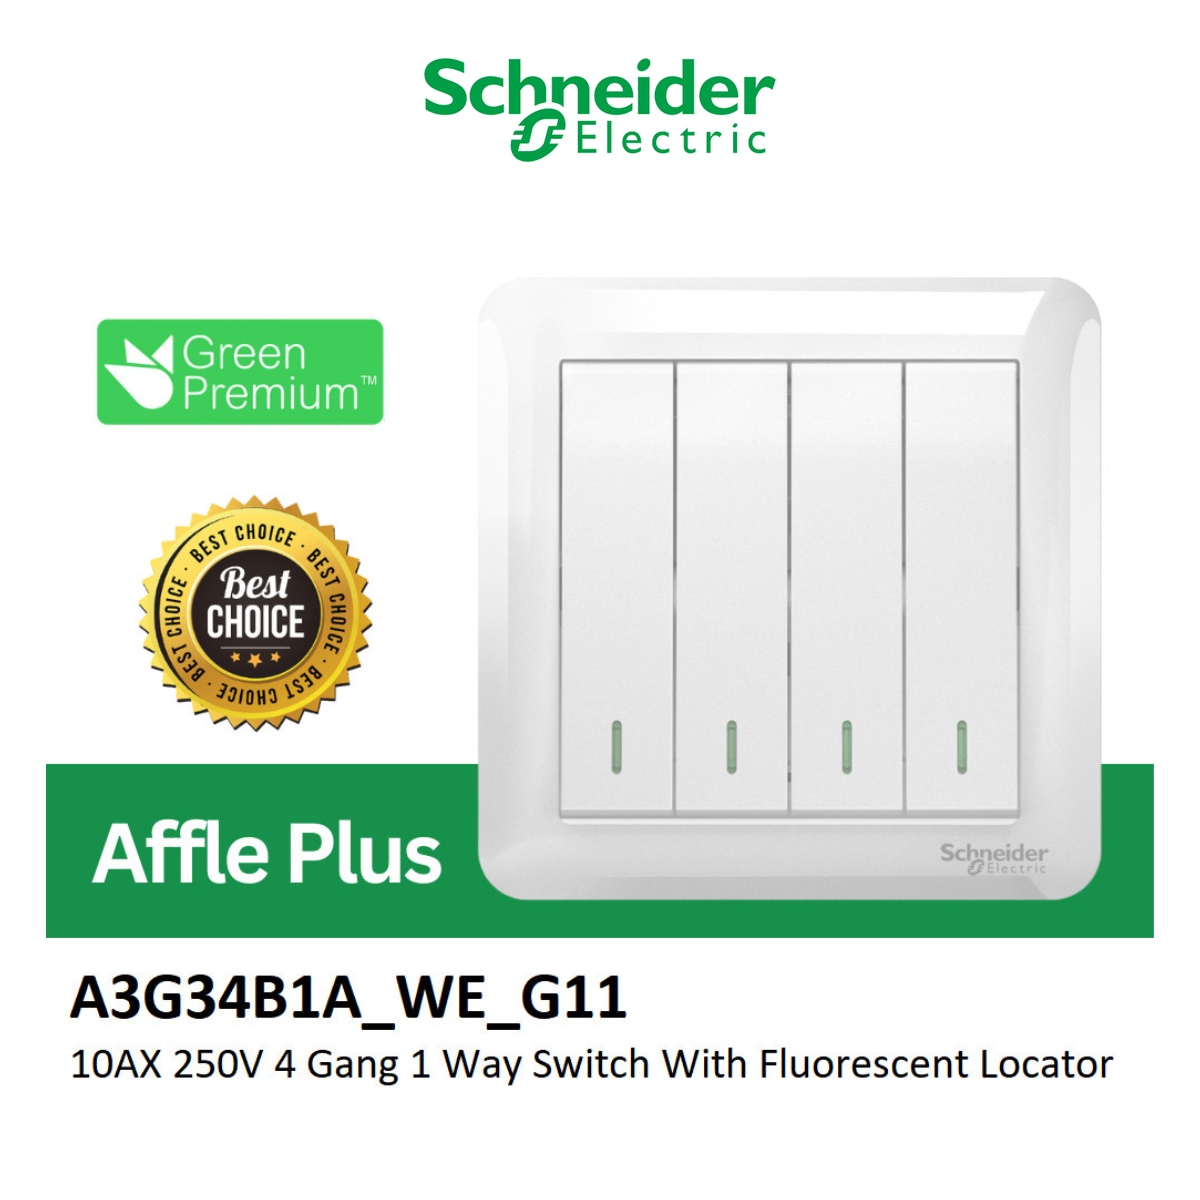 Schneider
Electric
Green
Premium™
BEST CHOICE · BEST CHOICE · BEST CHOICE · BEST CHOICE ·
Best
CHOICE
Affle Plus
Schneider
Electric
A3G34B1A_WE_G11
10AX 250V 4 Gang 1 Way Switch With Fluorescent Locator